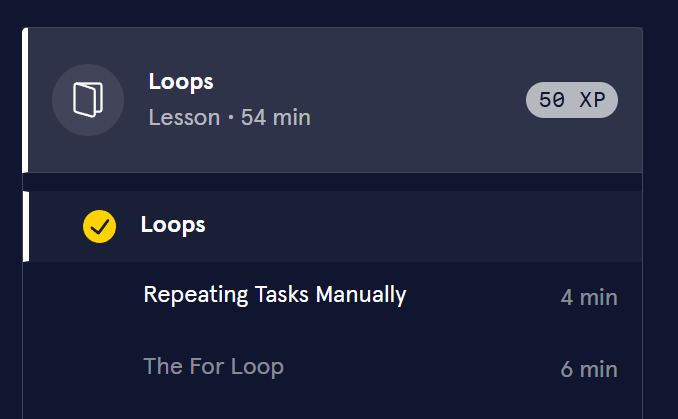 Loops
Lesson • 54 min
50 XP
Loops
Repeating Tasks Manually
4 min
The For Loop
6 min